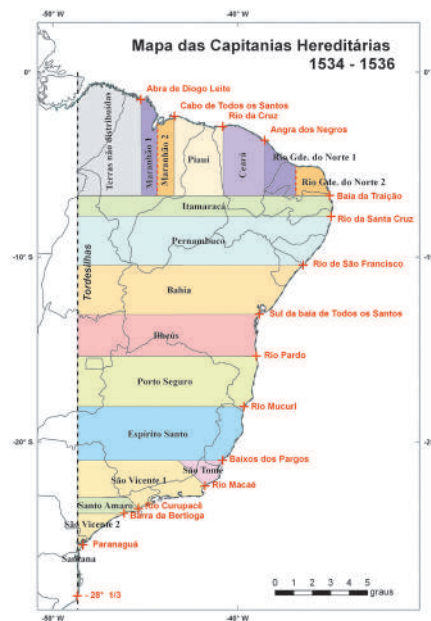 -50° W
-40° W
Mapa das Capitanias Hereditárias
1534 - 1536
0°
Abra de Diogo Leite
Cabo de Todos os Santos
Rio da Cruz
Angra dos Negros
Terras não distribuídas
Maranhão 1
Maranhão 2
Piauí
Ceará
Rio Gde. do Norte 1
Rio Gde. do Norte 2
Baía da Traição
Itamaracá
Rio da Santa Cruz
Pernambuco
Tordesilhas
-10° S
Rio de São Francisco
Bahia
Sul da baía de Todos os Santos
Ilhéus
Rio Pardo
Porto Seguro
Rio Mucuri
-20° S
Espírito Santo
Baixos dos Pargos
São Tomé
São Vicente 1
Rio Macaé
Santo Amaro
Rio Curupacê
Barra da Bertioga
São Vicente 2
Paranaguá
Santana
- 28° 1/3
0 1 2 3 4 5
graus
-50° W
-40° W